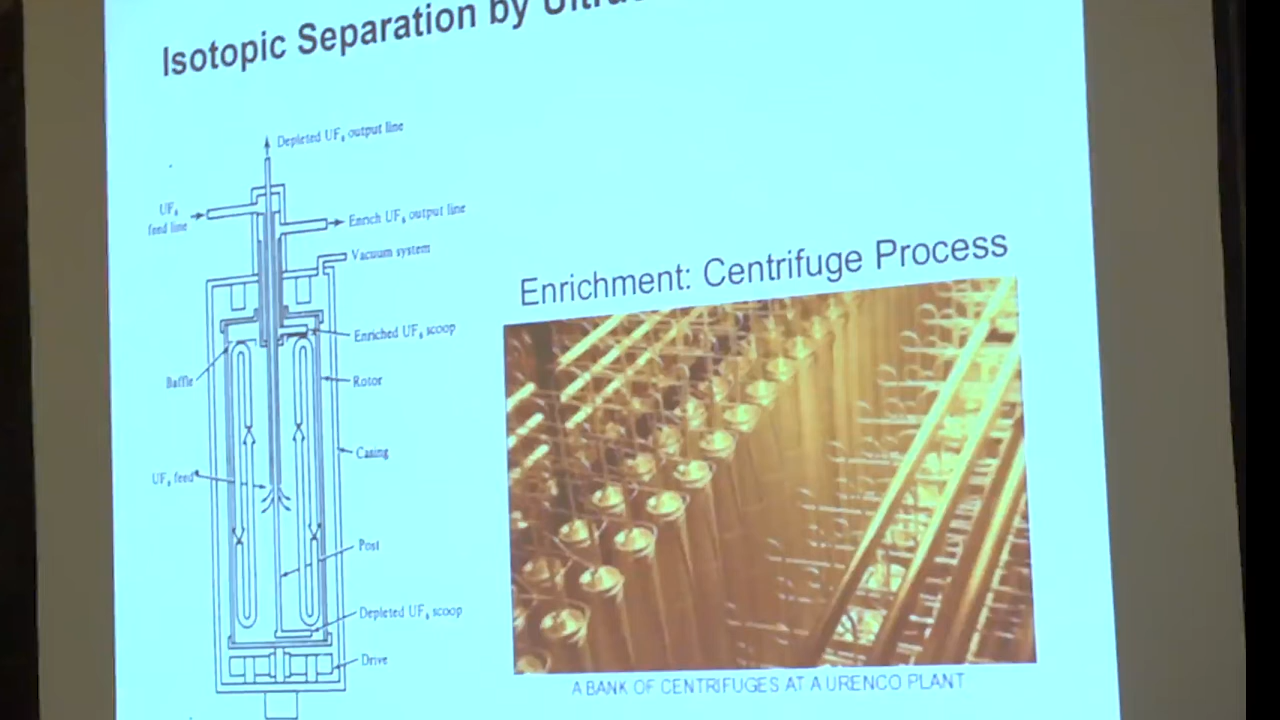 Isotopic Separation by
Depleted UF₆ output line
UF₆
feed line
Enrich UF₆ output line
Vacuum system
Enrichment: Centrifuge Process
Enriched UF₆ scoop
Baffle
Rotor
Casing
UF₆ feed
Post
Depleted UF₆ scoop
Drive
A BANK OF CENTRIFUGES AT A URENCO PLANT